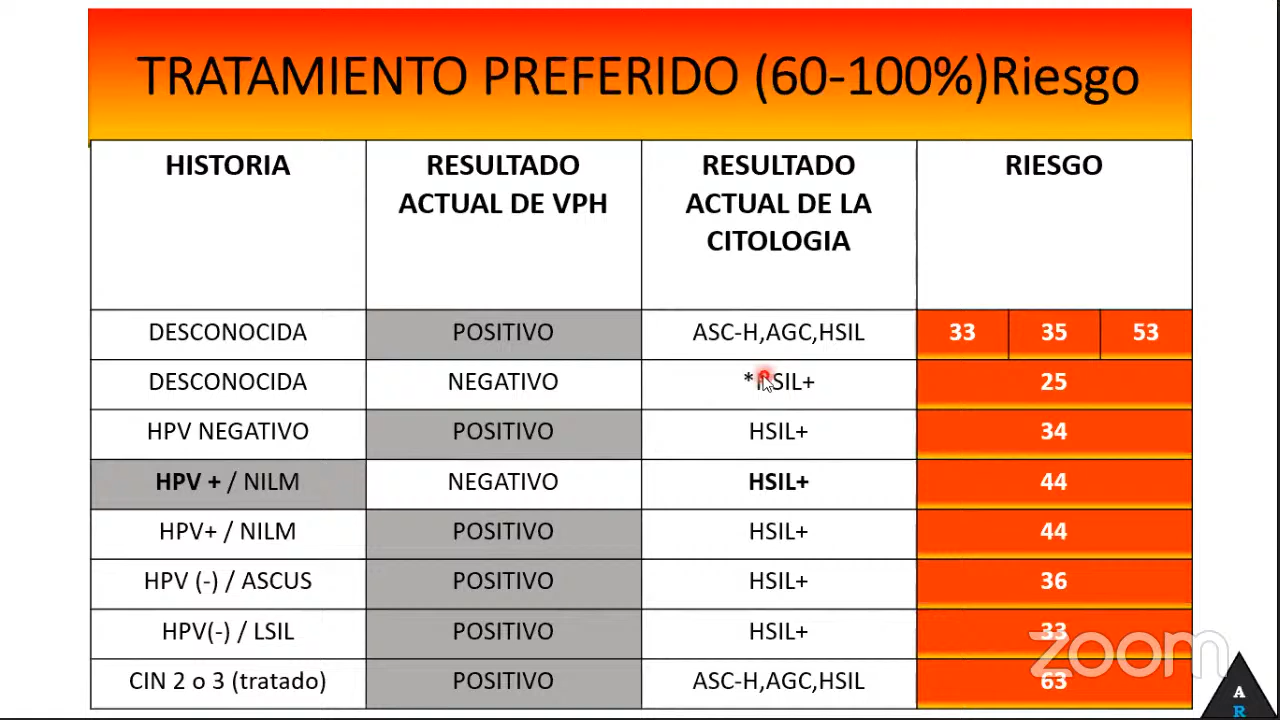 TRATAMIENTO PREFERIDO (60-100%)Riesgo
HISTORIA
RESULTADO
ACTUAL DE VPH
RESULTADO
ACTUAL DE LA
CITOLOGIA
RIESGO
DESCONOCIDA POSITIVO ASC-H,AGC,HSIL 33 35 53
DESCONOCIDA NEGATIVO *HSIL+ 25
HPV NEGATIVO POSITIVO HSIL+ 34
HPV + / NILM NEGATIVO HSIL+ 44
HPV+ / NILM POSITIVO HSIL+ 44
HPV (-) / ASCUS POSITIVO HSIL+ 36
HPV(-) / LSIL POSITIVO HSIL+ 33
CIN 2 o 3 (tratado) POSITIVO ASC-H,AGC,HSIL 63
zoom
A
R